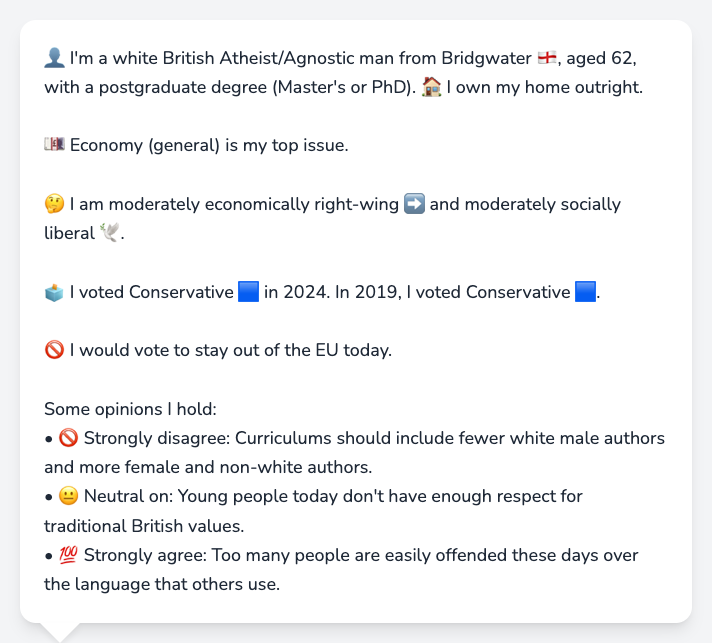 👤 I'm a white British Atheist/Agnostic man from Bridgwater 🏴󠁧󠁢󠁥󠁮󠁧󠁿, aged 62,
with a postgraduate degree (Master's or PhD). 🏠 I own my home outright.
💷 Economy (general) is my top issue.
🤔 I am moderately economically right-wing ➡️ and moderately socially
liberal 🕊️.
🗳️ I voted Conservative 🟦 in 2024. In 2019, I voted Conservative 🟦.
🚫 I would vote to stay out of the EU today.
Some opinions I hold:
• 🚫 Strongly disagree: Curriculums should include fewer white male authors
and more female and non-white authors.
• 😐 Neutral on: Young people today don't have enough respect for
traditional British values.
• 💯 Strongly agree: Too many people are easily offended these days over
the language that others use.